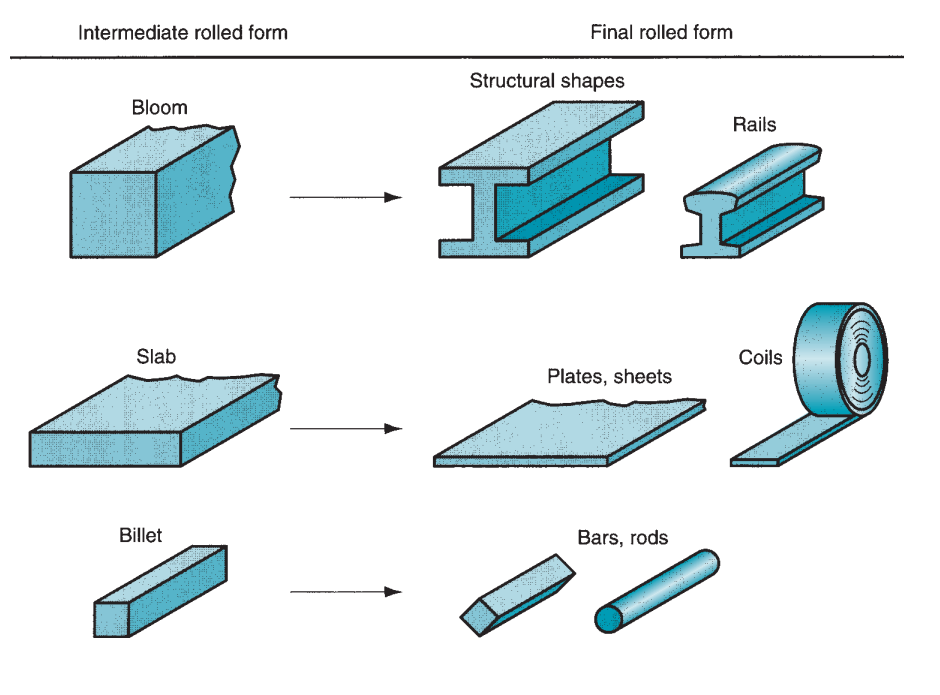 Intermediate rolled form
Final rolled form
Bloom
Structural shapes
Rails
Slab
Plates, sheets
Coils
Billet
Bars, rods